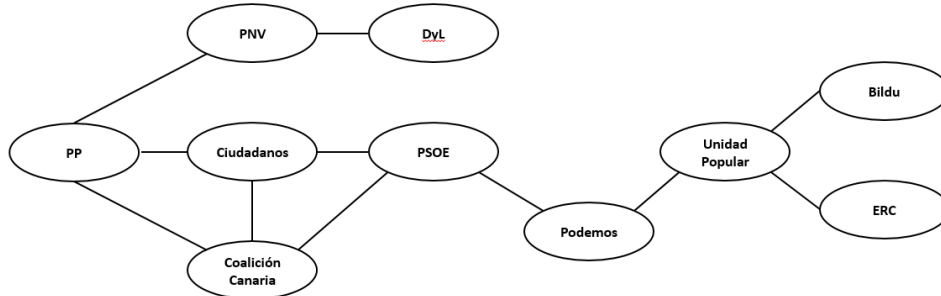 PNV
DyL
Bildu
PP
Ciudadanos
PSOE
Unidad
Popular
Podemos
ERC
Coalición
Canaria